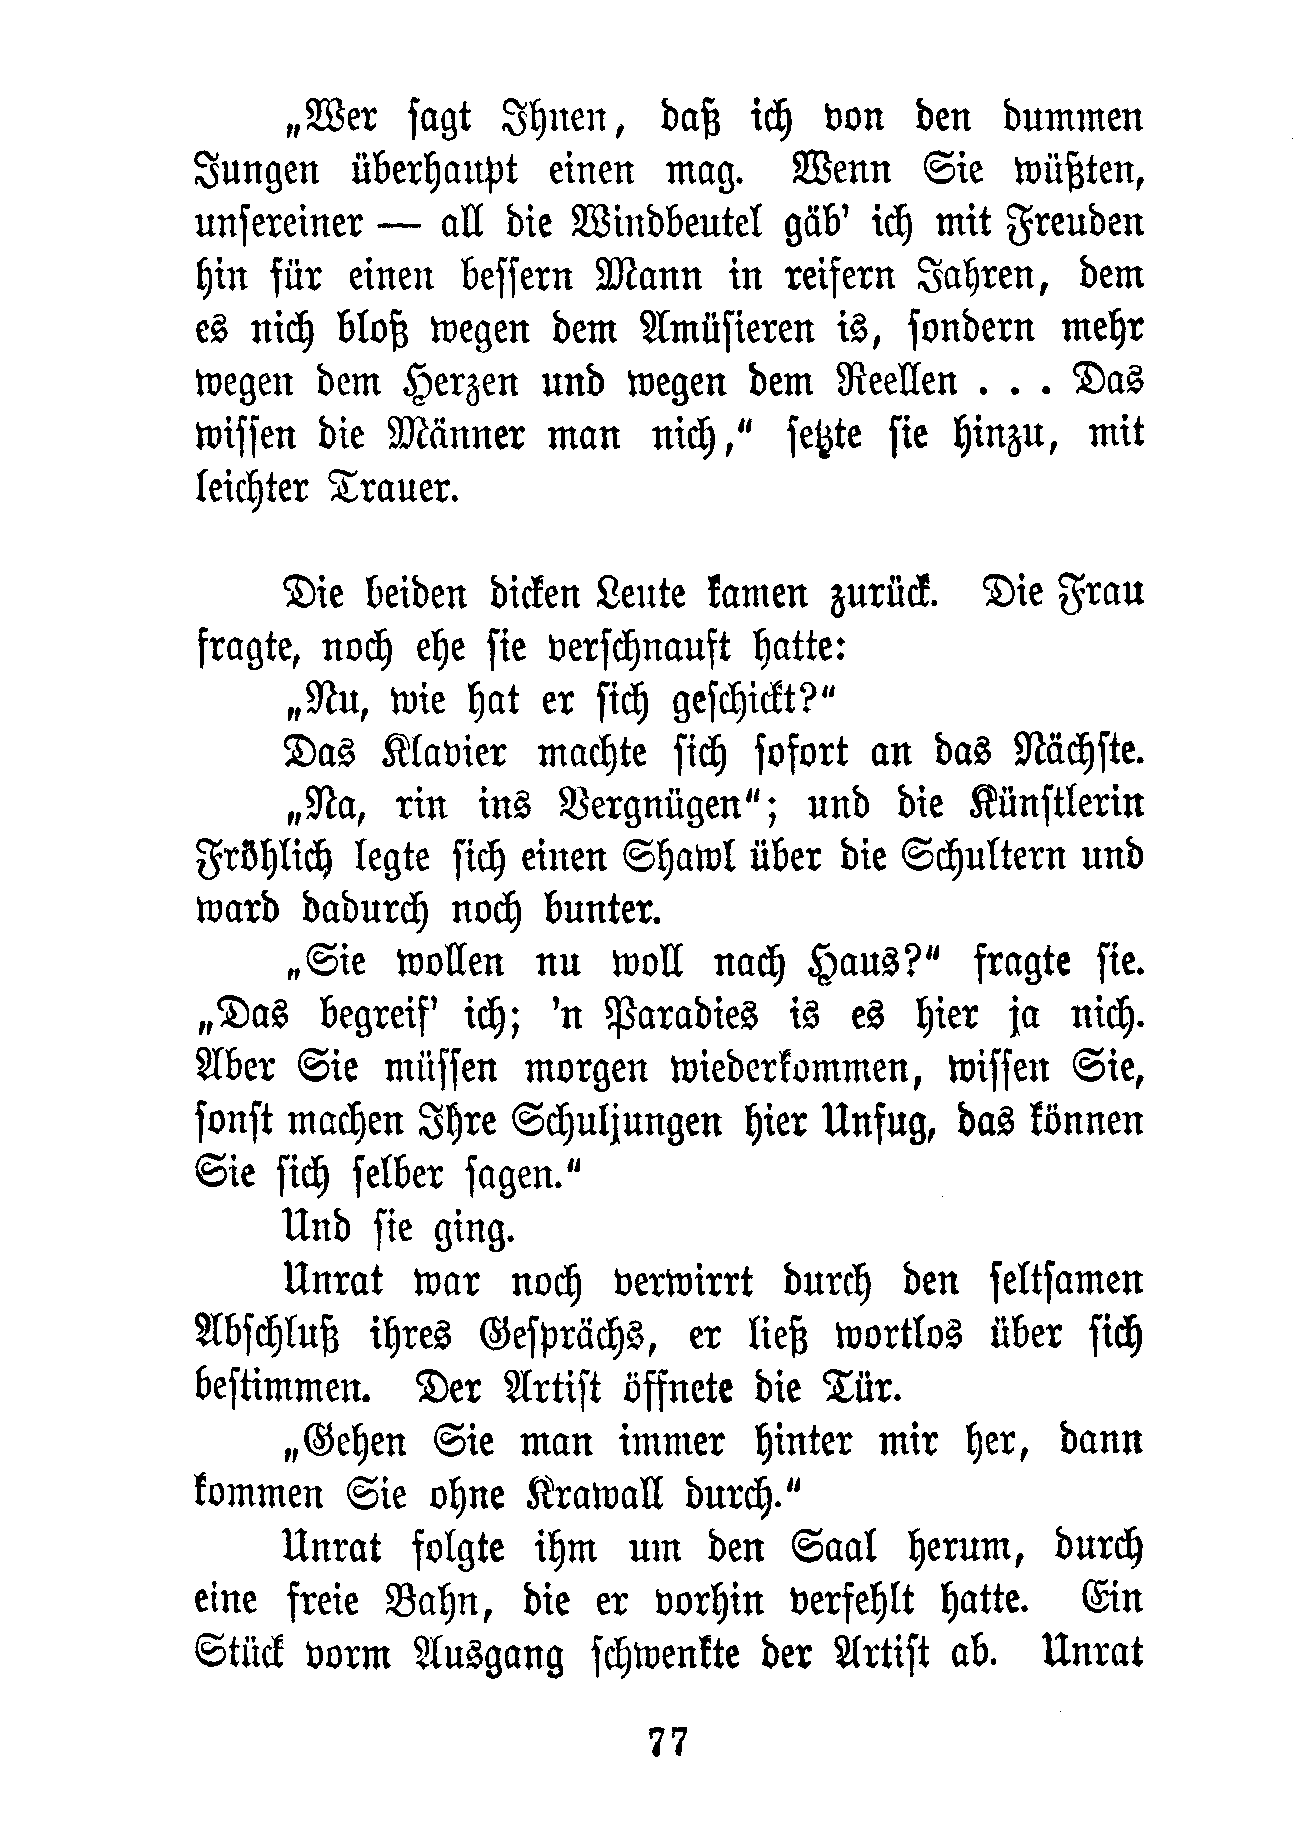 „Wer sagt Ihnen, daß ich von den dummen
Jungen überhaupt einen mag. Wenn Sie wüßten,
unsereiner — all die Windbeutel gäb' ich mit Freuden
hin für einen bessern Mann in reifern Jahren, dem
es nich bloß wegen dem Amüsieren is, sondern mehr
wegen dem Herzen und wegen dem Reellen . . . Das
wissen die Männer man nich,“ setzte sie hinzu, mit
leichter Trauer.
Die beiden dicken Leute kamen zurück. Die Frau
fragte, noch ehe sie verschnauft hatte:
„Nu, wie hat er sich geschickt?“
Das Klavier machte sich sofort an das Nächste.
„Na, rin ins Vergnügen“; und die Künstlerin
Fröhlich legte sich einen Shawl über die Schultern und
ward dadurch noch bunter.
„Sie wollen nu woll nach Haus?“ fragte sie.
„Das begreif' ich; 'n Paradies is es hier ja nich.
Aber Sie müssen morgen wiederkommen, wissen Sie,
sonst machen Ihre Schuljungen hier Unfug, das können
Sie sich selber sagen.“
Und sie ging.
Unrat war noch verwirrt durch den seltsamen
Abschluß ihres Gesprächs, er ließ wortlos über sich
bestimmen. Der Artist öffnete die Tür.
„Gehen Sie man immer hinter mir her, dann
kommen Sie ohne Krawall durch.“
Unrat folgte ihm um den Saal herum, durch
eine freie Bahn, die er vorhin verfehlt hatte. Ein
Stück vorm Ausgang schwenkte der Artist ab. Unrat
77